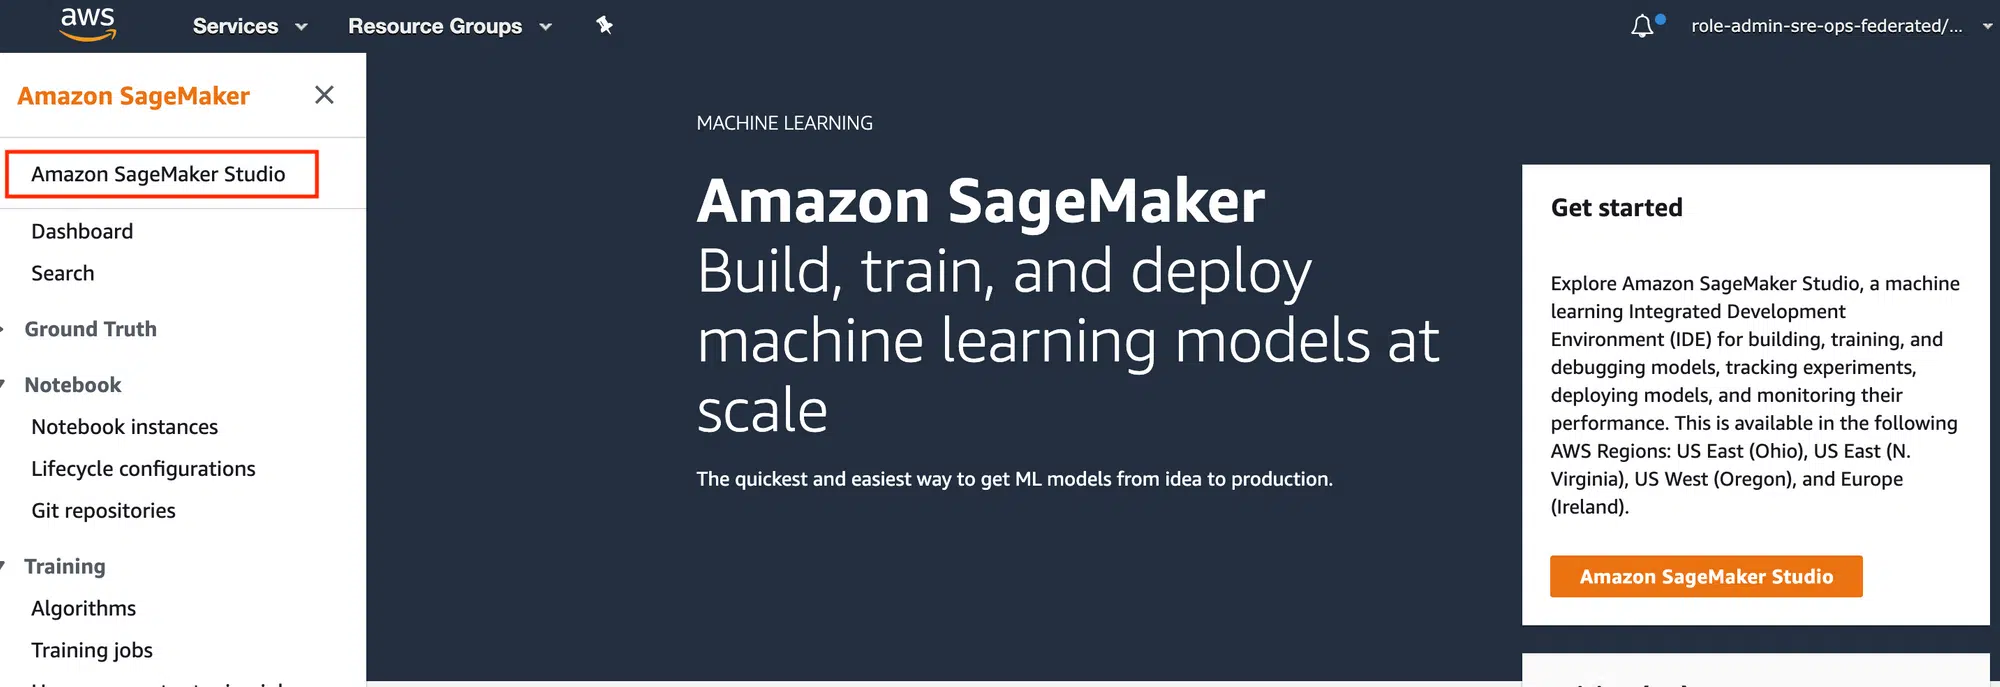 aws
Services
Resource Groups
role-admin-sre-ops-federated/...
Amazon SageMaker
Amazon SageMaker Studio
Dashboard
Search
Ground Truth
Notebook
Notebook instances
Lifecycle configurations
Git repositories
Training
Algorithms
Training jobs
MACHINE LEARNING
Amazon SageMaker
Build, train, and deploy
machine learning models at
scale
The quickest and easiest way to get ML models from idea to production.
Get started
Explore Amazon SageMaker Studio, a machine
learning Integrated Development
Environment (IDE) for building, training, and
debugging models, tracking experiments,
deploying models, and monitoring their
performance. This is available in the following
AWS Regions: US East (Ohio), US East (N.
Virginia), US West (Oregon), and Europe
(Ireland).
Amazon SageMaker Studio